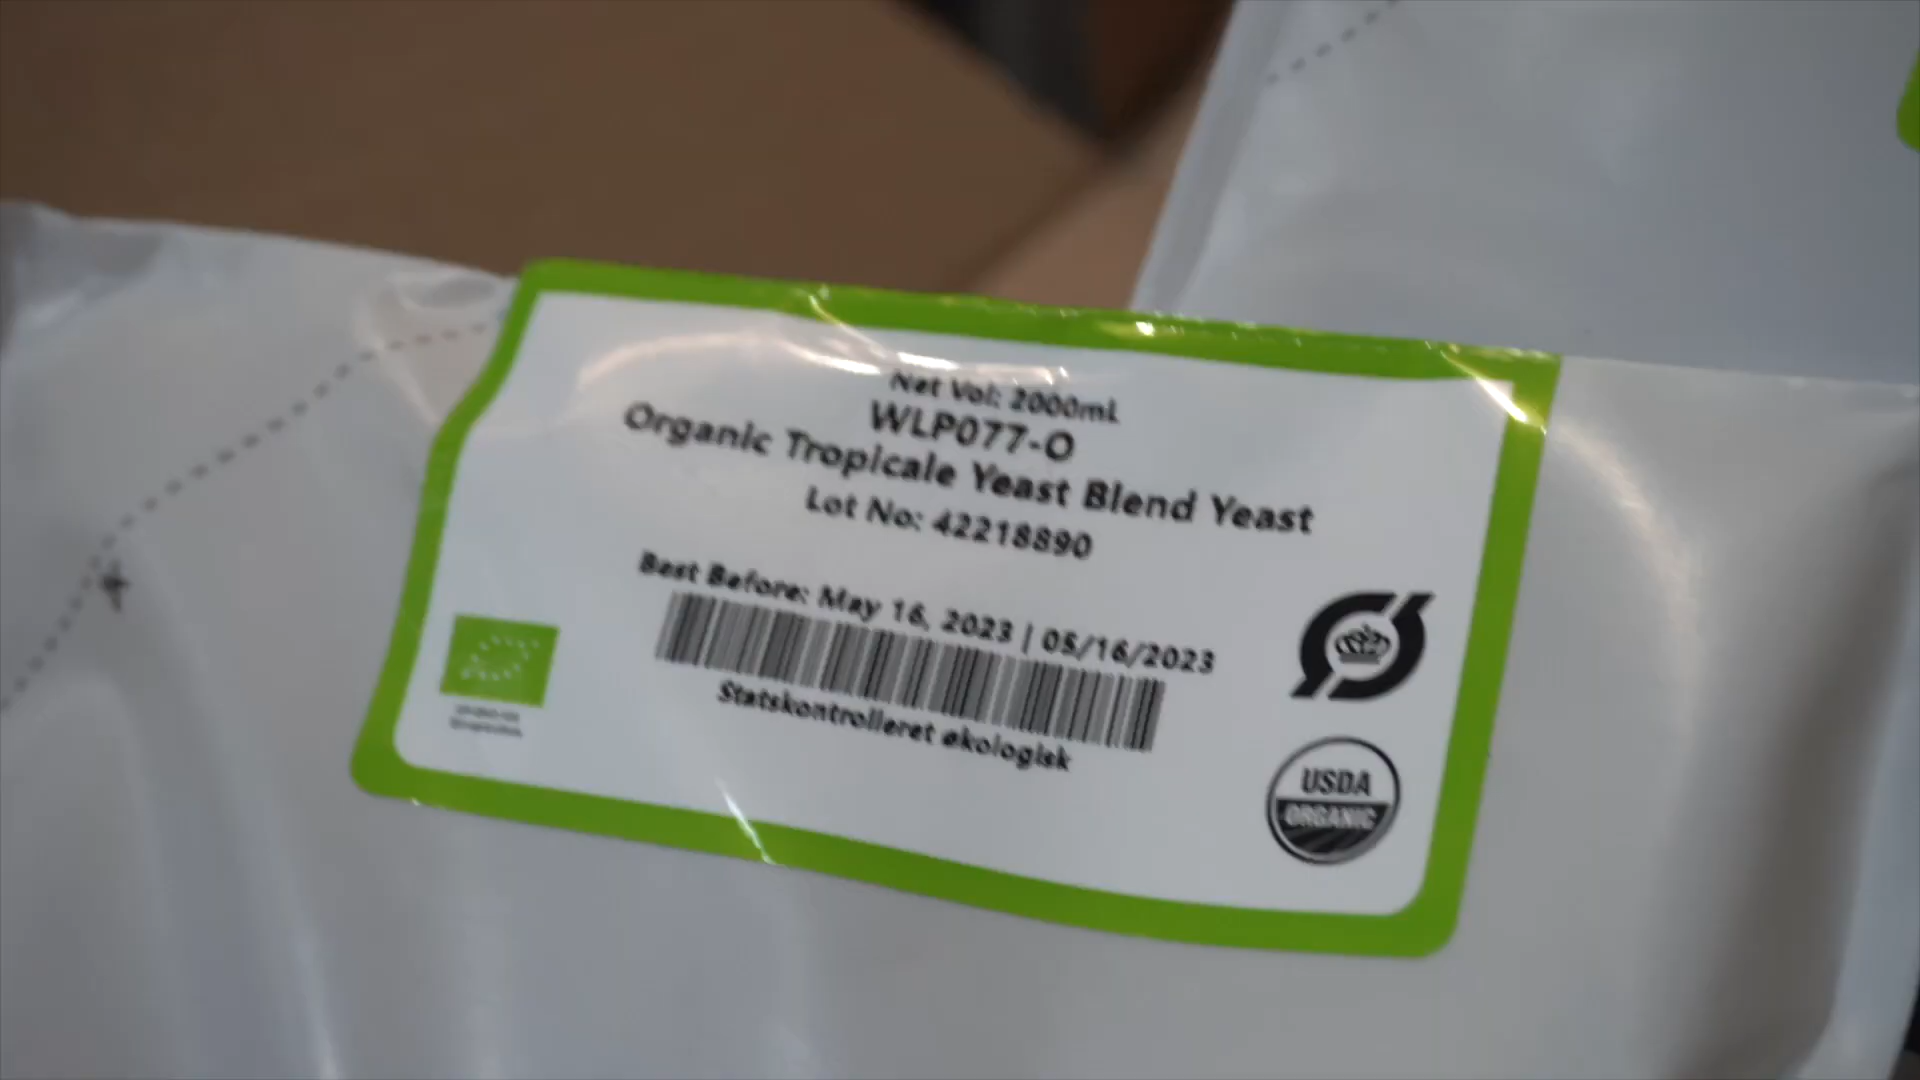 Net Vol: 2000mL
WLP077-O
Organic Tropicale Yeast Blend Yeast
Lot No: 42218890
Best Before: May 16, 2023 | 05/16/2023
Statskontrolleret økologisk
USDA
ORGANIC